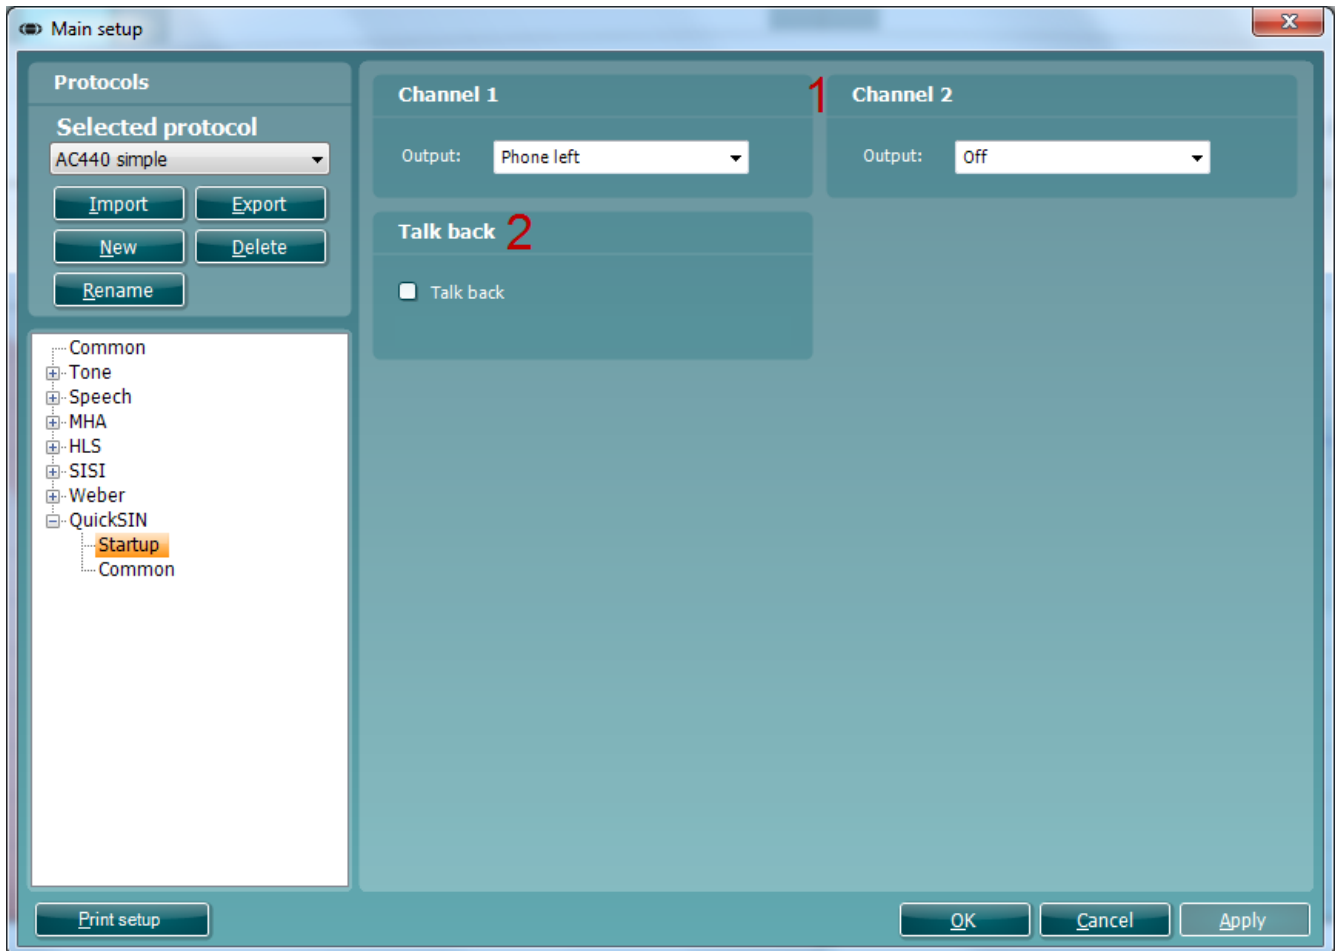 Main setup
x
Protocols
Selected protocol
AC440 simple
Import
Export
New
Delete
Rename
Common
Tone
Speech
MHA
HLS
SISI
Weber
QuickSIN
Startup
Common
Channel 1
Output: Phone left
1
Channel 2
Output: Off
Talk back 2
Talk back
Print setup
OK
Cancel
Apply